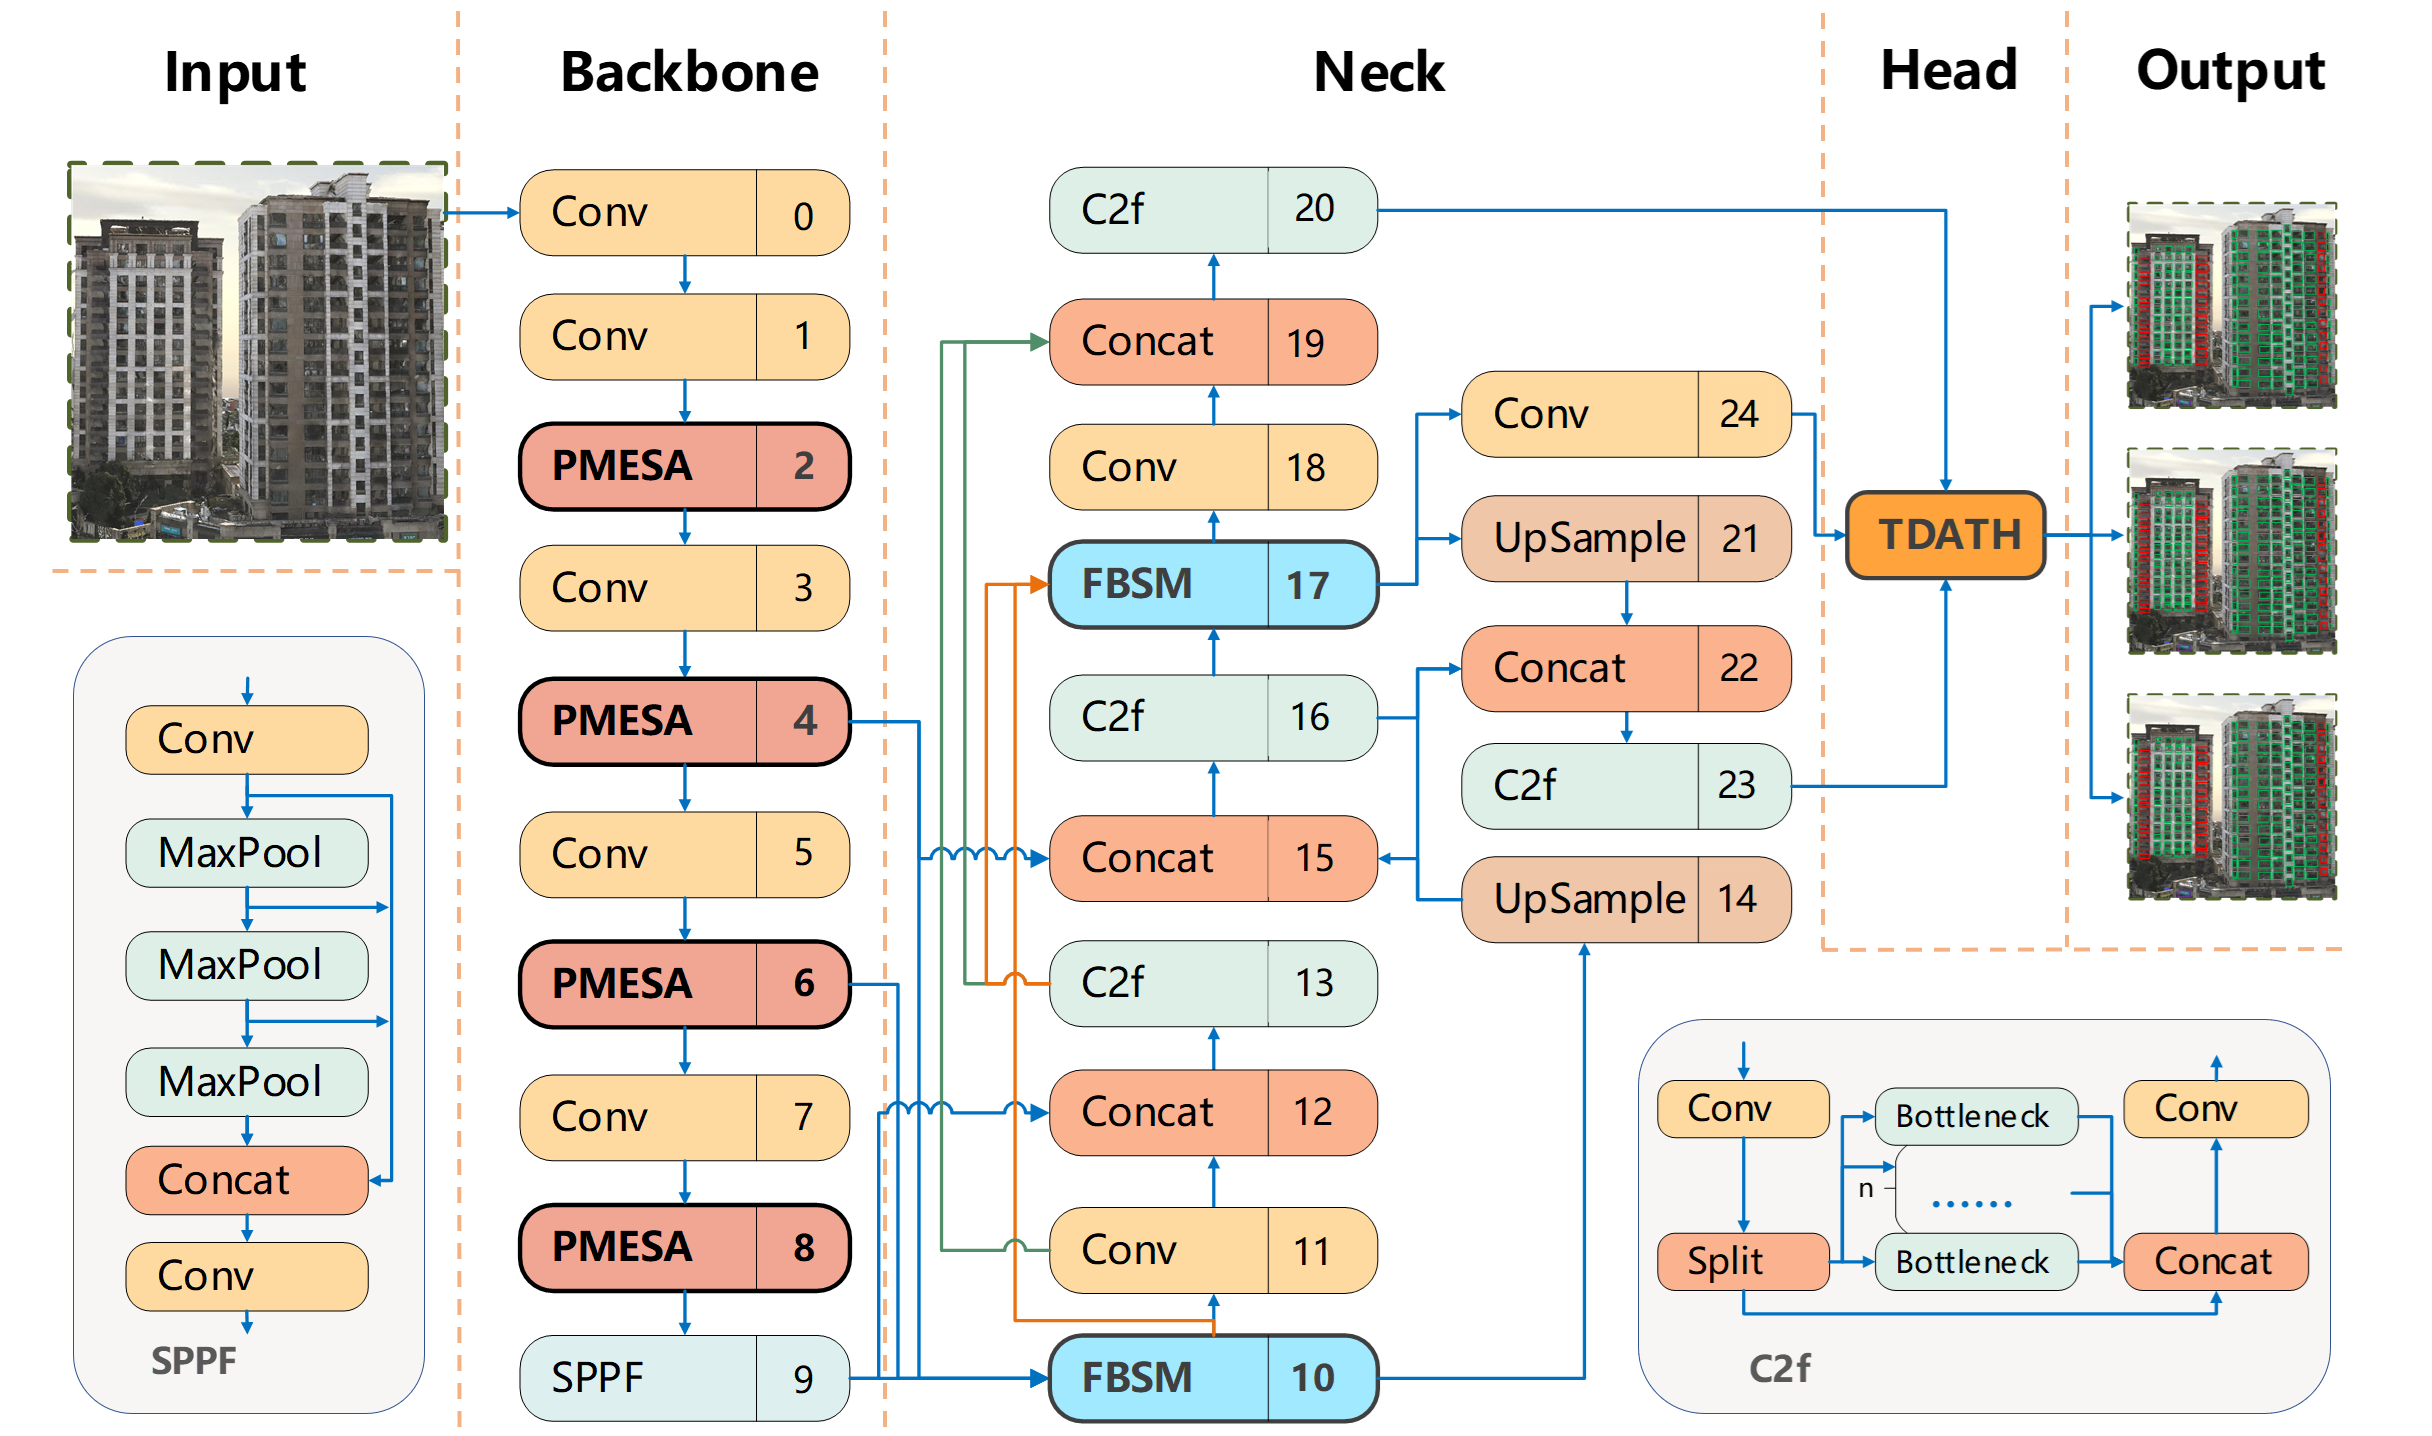 Input
Backbone
Neck
Head
Output
Conv 0
Conv 1
PMESA 2
Conv 3
PMESA 4
Conv 5
PMESA 6
Conv 7
PMESA 8
SPPF 9
C2f 20
Concat 19
Conv 18
FBSM 17
C2f 16
Concat 15
C2f 13
Concat 12
Conv 11
FBSM 10
Conv 24
UpSample 21
Concat 22
C2f 23
UpSample 14
TDATH
Conv
MaxPool
MaxPool
MaxPool
Concat
Conv
SPPF
Conv
Bottleneck
Conv
n
......
Split
Bottleneck
Concat
C2f